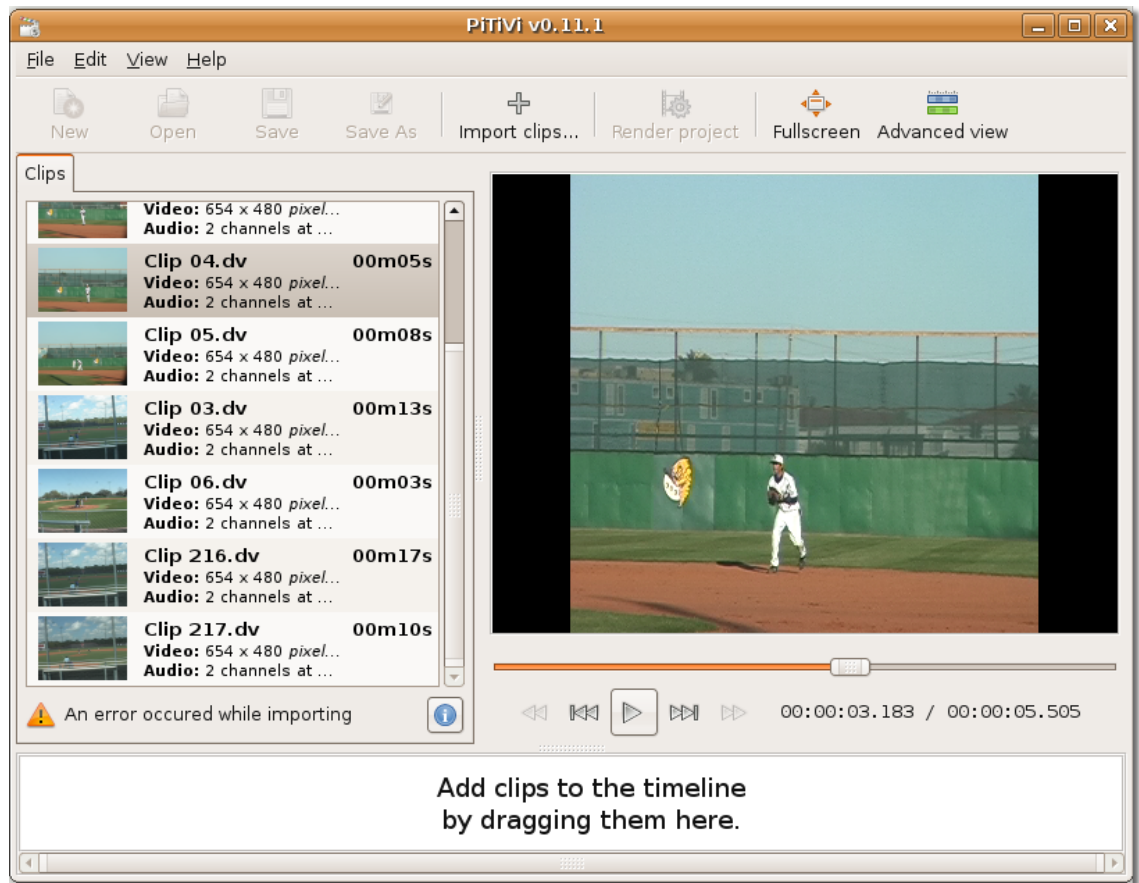 PiTiVi v0.11.1
File Edit View Help
New Open Save Save As Import clips... Render project Fullscreen Advanced view
Clips
Video: 654 x 480 pixel...
Audio: 2 channels at ...
Clip 04.dv 00m05s
Video: 654 x 480 pixel...
Audio: 2 channels at ...
Clip 05.dv 00m08s
Video: 654 x 480 pixel...
Audio: 2 channels at ...
Clip 03.dv 00m13s
Video: 654 x 480 pixel...
Audio: 2 channels at ...
Clip 06.dv 00m03s
Video: 654 x 480 pixel...
Audio: 2 channels at ...
Clip 216.dv 00m17s
Video: 654 x 480 pixel...
Audio: 2 channels at ...
Clip 217.dv 00m10s
Video: 654 x 480 pixel...
Audio: 2 channels at ...
An error occured while importing
00:00:03.183 / 00:00:05.505
Add clips to the timeline
by dragging them here.